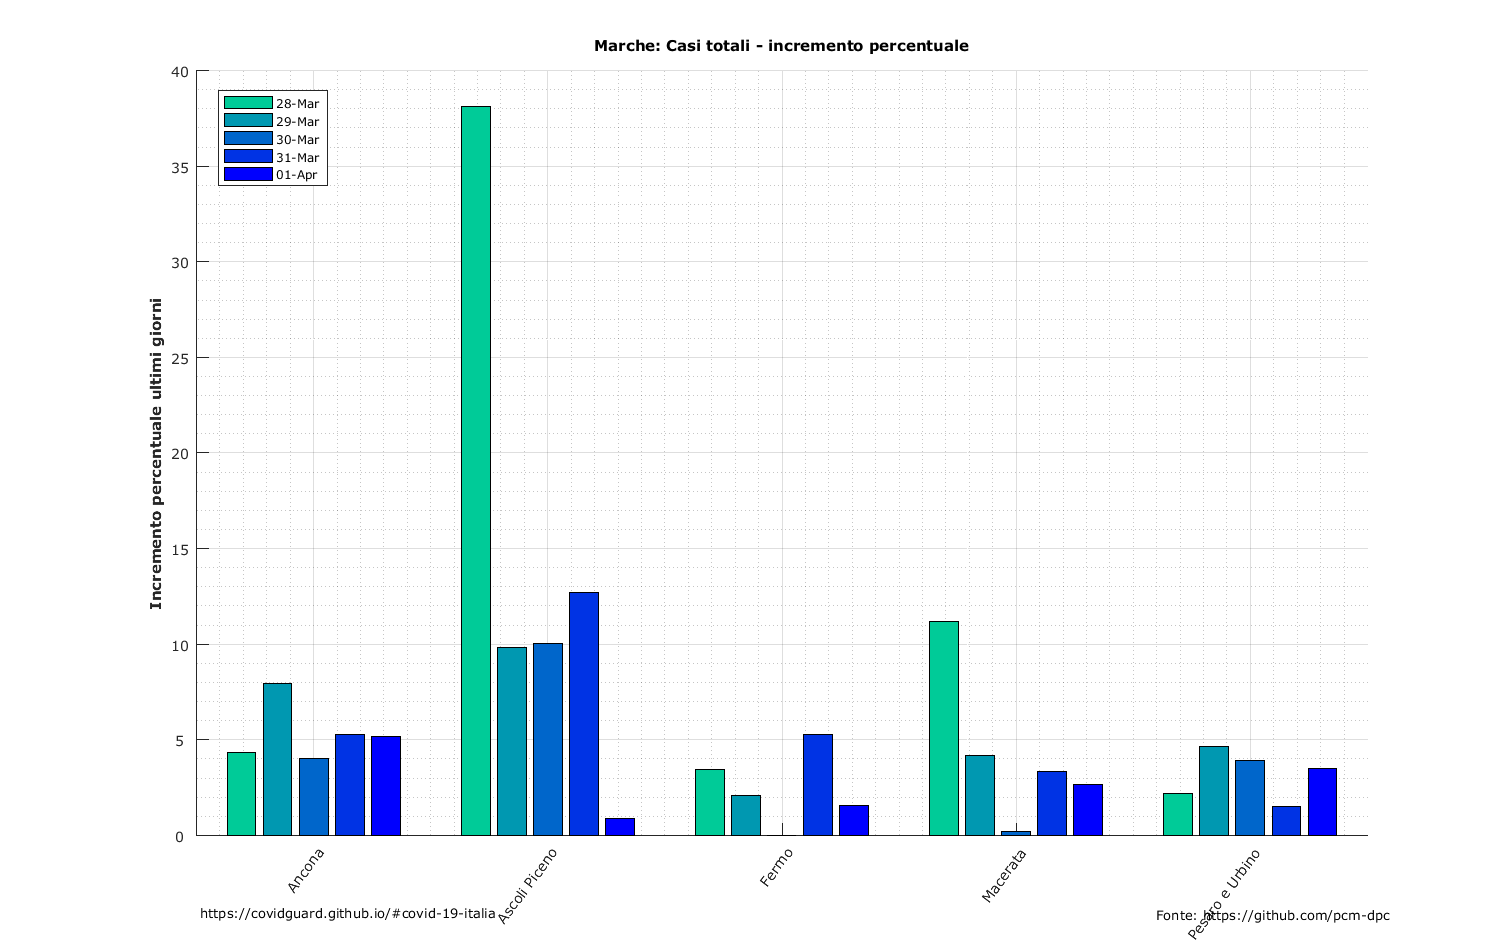 Marche: Casi totali - incremento percentuale
Incremento percentuale ultimi giorni
40
35
30
25
20
15
10
5
0
28-Mar
29-Mar
30-Mar
31-Mar
01-Apr
Ancona
Ascoli Piceno
Fermo
Macerata
Pesaro e Urbino
https://covidguard.github.io/#covid-19-italia
Fonte: https://github.com/pcm-dpc